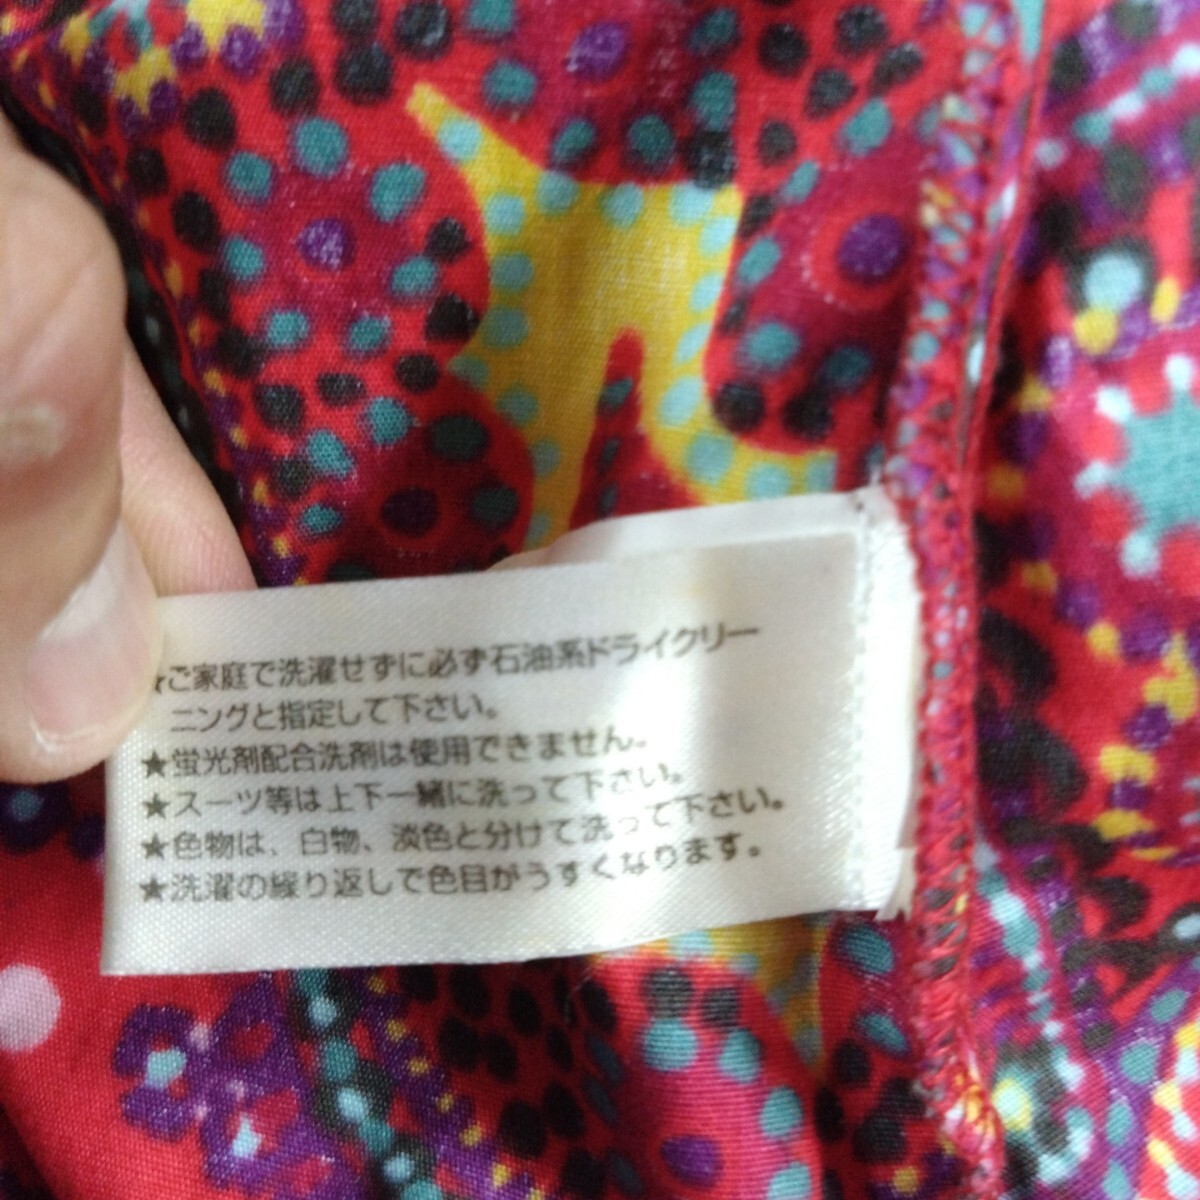 ★ご家庭で洗濯せずに必ず石油系ドライクリー
ニングと指定して下さい。
★蛍光剤配合洗剤は使用できません。
★スーツ等は上下一緒に洗って下さい。
★色物は、白物、淡色と分けて洗って下さい。
★洗濯の繰り返しで色目がうすくなります。